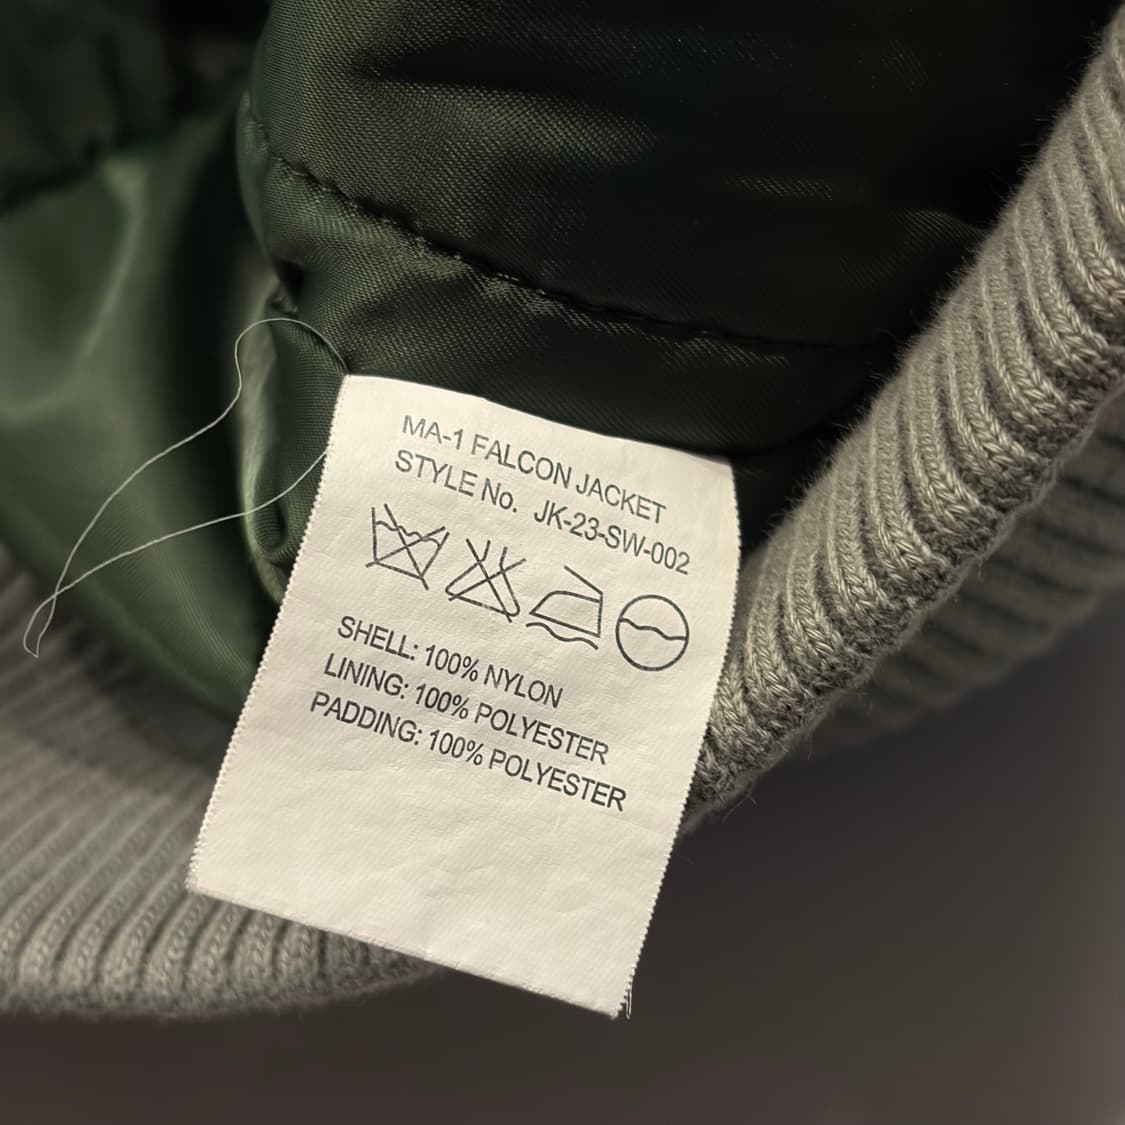 MA-1 FALCON JACKET
STYLE No. JK-23-SW-002
SHELL: 100% NYLON
LINING: 100% POLYESTER
PADDING: 100% POLYESTER